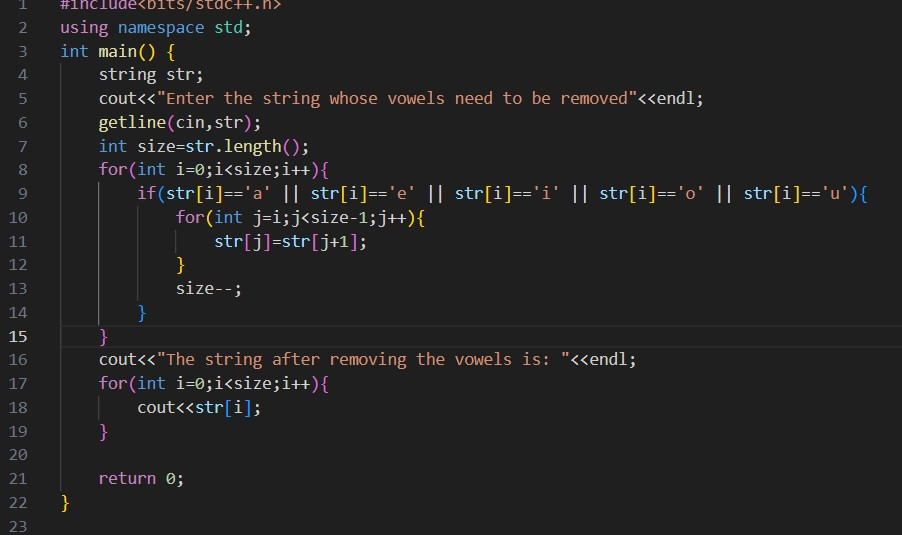 1 #include<bits/stdc++.h>
2 using namespace std;
3 int main() {
4 string str;
5 cout<<"Enter the string whose vowels need to be removed"<<endl;
6 getline(cin,str);
7 int size=str.length();
8 for(int i=0;i<size;i++){
9 if(str[i]=='a' || str[i]=='e' || str[i]=='i' || str[i]=='o' || str[i]=='u'){
10 for(int j=i;j<size-1;j++){
11 str[j]=str[j+1];
12 }
13 size--;
14 }
15 }
16 cout<<"The string after removing the vowels is: "<<endl;
17 for(int i=0;i<size;i++){
18 cout<<str[i];
19 }
20
21 return 0;
22 }
23